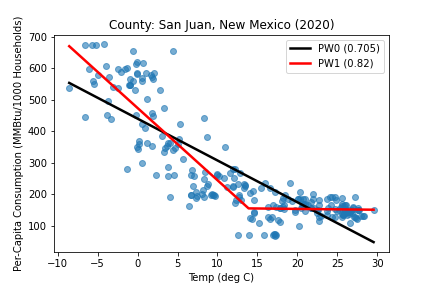 County: San Juan, New Mexico (2020)
Per-Capita Consumption (MMBtu/1000 Households)
700
600
500
400
300
200
100
PW0 (0.705)
PW1 (0.82)
−10 −5 0 5 10 15 20 25 30
Temp (deg C)